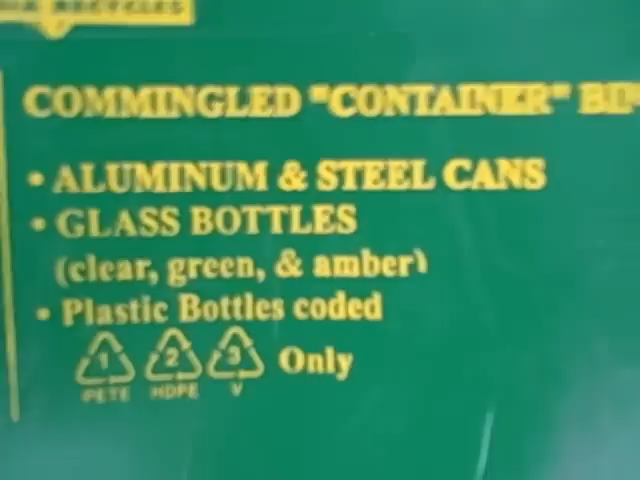 RECYCLES
COMMINGLED "CONTAINER"
• ALUMINUM & STEEL CANS
• GLASS BOTTLES
(clear, green, & amber)
• Plastic Bottles coded
1 2 3 Only
PETE HDPE V